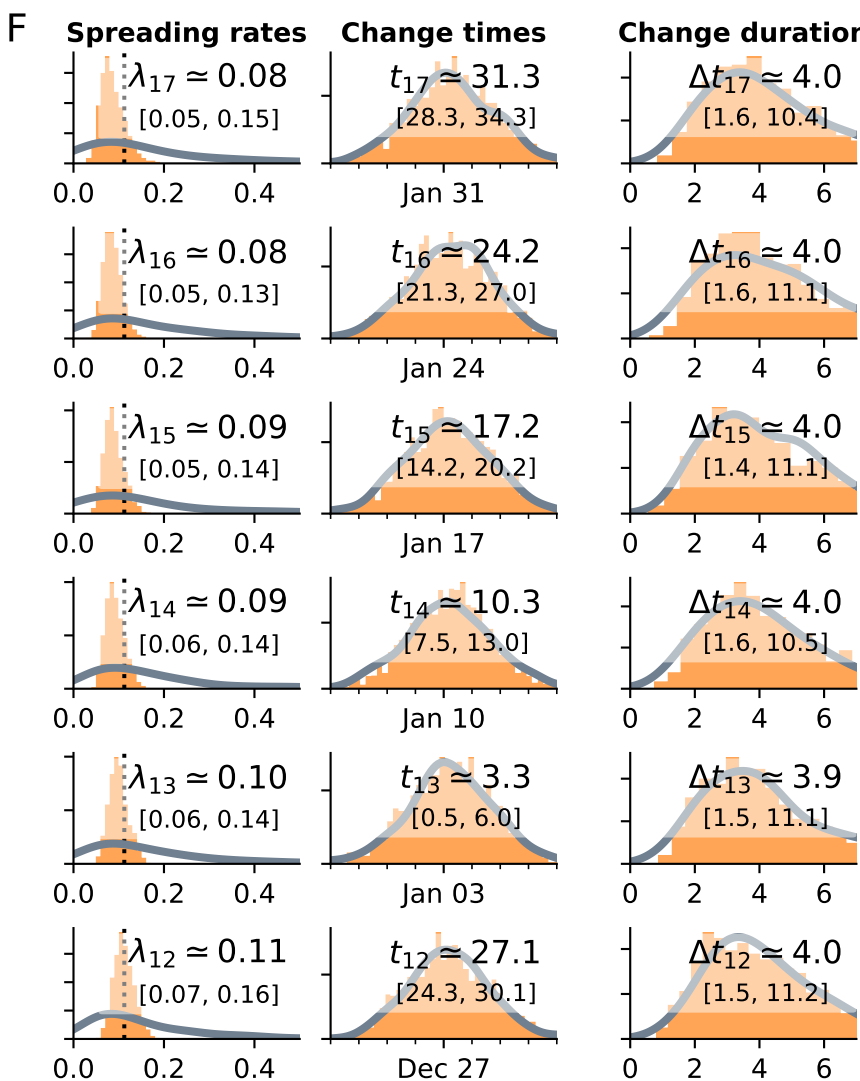 F
Spreading rates Change times Change duration
λ17 ≃ 0.08 t17 ≃ 31.3 Δt17 ≃ 4.0
[0.05, 0.15] [28.3, 34.3] [1.6, 10.4]
0.0 0.2 0.4 Jan 31 0 2 4 6
λ16 ≃ 0.08 t16 ≃ 24.2 Δt16 ≃ 4.0
[0.05, 0.13] [21.3, 27.0] [1.6, 11.1]
0.0 0.2 0.4 Jan 24 0 2 4 6
λ15 ≃ 0.09 t15 ≃ 17.2 Δt15 ≃ 4.0
[0.05, 0.14] [14.2, 20.2] [1.4, 11.1]
0.0 0.2 0.4 Jan 17 0 2 4 6
λ14 ≃ 0.09 t14 ≃ 10.3 Δt14 ≃ 4.0
[0.06, 0.14] [7.5, 13.0] [1.6, 10.5]
0.0 0.2 0.4 Jan 10 0 2 4 6
λ13 ≃ 0.10 t13 ≃ 3.3 Δt13 ≃ 3.9
[0.06, 0.14] [0.5, 6.0] [1.5, 11.1]
0.0 0.2 0.4 Jan 03 0 2 4 6
λ12 ≃ 0.11 t12 ≃ 27.1 Δt12 ≃ 4.0
[0.07, 0.16] [24.3, 30.1] [1.5, 11.2]
0.0 0.2 0.4 Dec 27 0 2 4 6